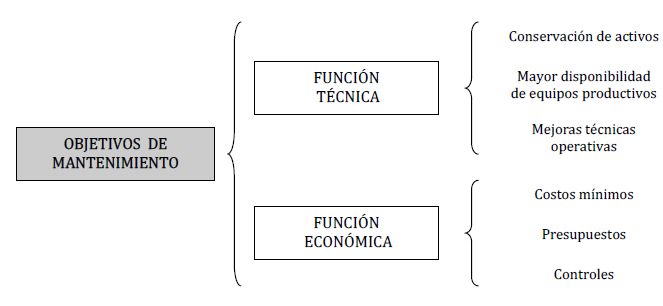 OBJETIVOS DE
MANTENIMIENTO
FUNCIÓN
TÉCNICA
Conservación de activos
Mayor disponibilidad
de equipos productivos
Mejoras técnicas
operativas
FUNCIÓN
ECONÓMICA
Costos mínimos
Presupuestos
Controles